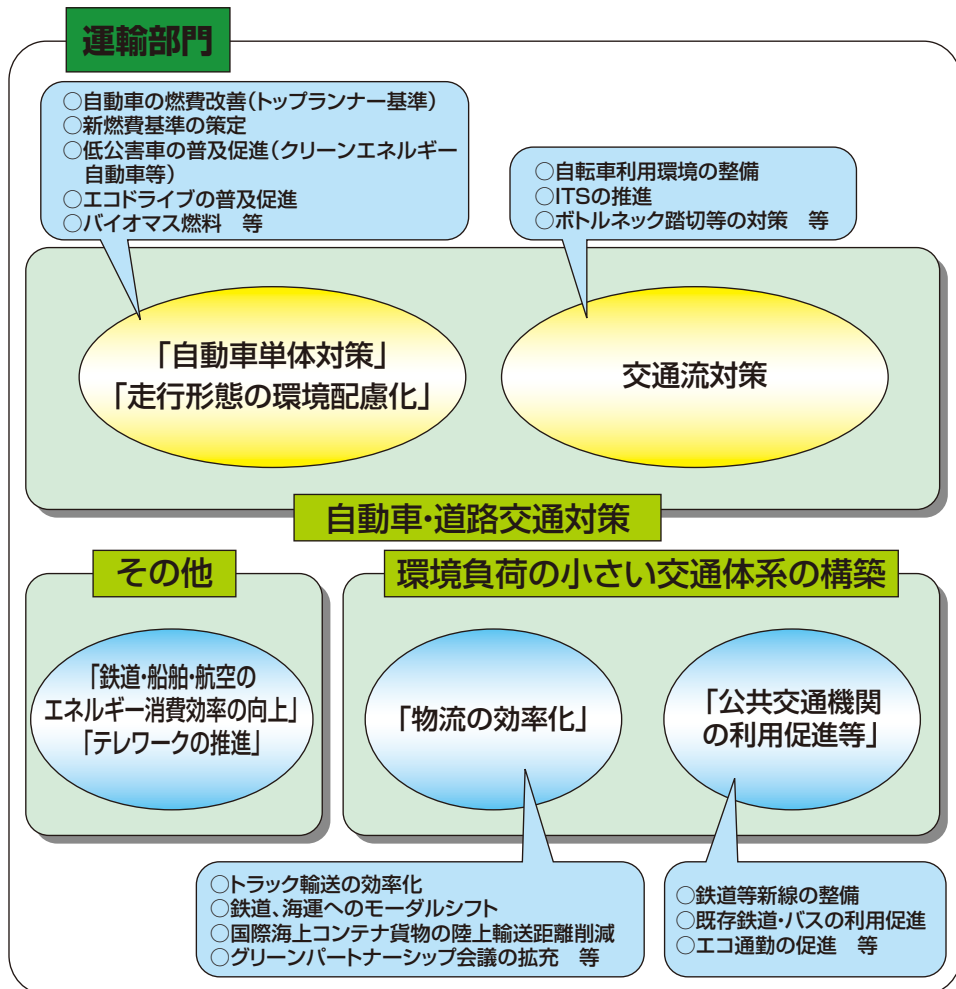 運輸部門
○自動車の燃費改善(トップランナー基準)
○新燃費基準の策定
○低公害車の普及促進(クリーンエネルギー
自動車等)
○エコドライブの普及促進
○バイオマス燃料　等
○自転車利用環境の整備
○ITSの推進
○ボトルネック踏切等の対策　等
「自動車単体対策」
「走行形態の環境配慮化」
交通流対策
自動車・道路交通対策
その他
環境負荷の小さい交通体系の構築
「鉄道・船舶・航空の
エネルギー消費効率の向上」
「テレワークの推進」
「物流の効率化」
「公共交通機関
の利用促進等」
○トラック輸送の効率化
○鉄道、海運へのモーダルシフト
○国際海上コンテナ貨物の陸上輸送距離削減
○グリーンパートナーシップ会議の拡充　等
○鉄道等新線の整備
○既存鉄道・バスの利用促進
○エコ通勤の促進　等